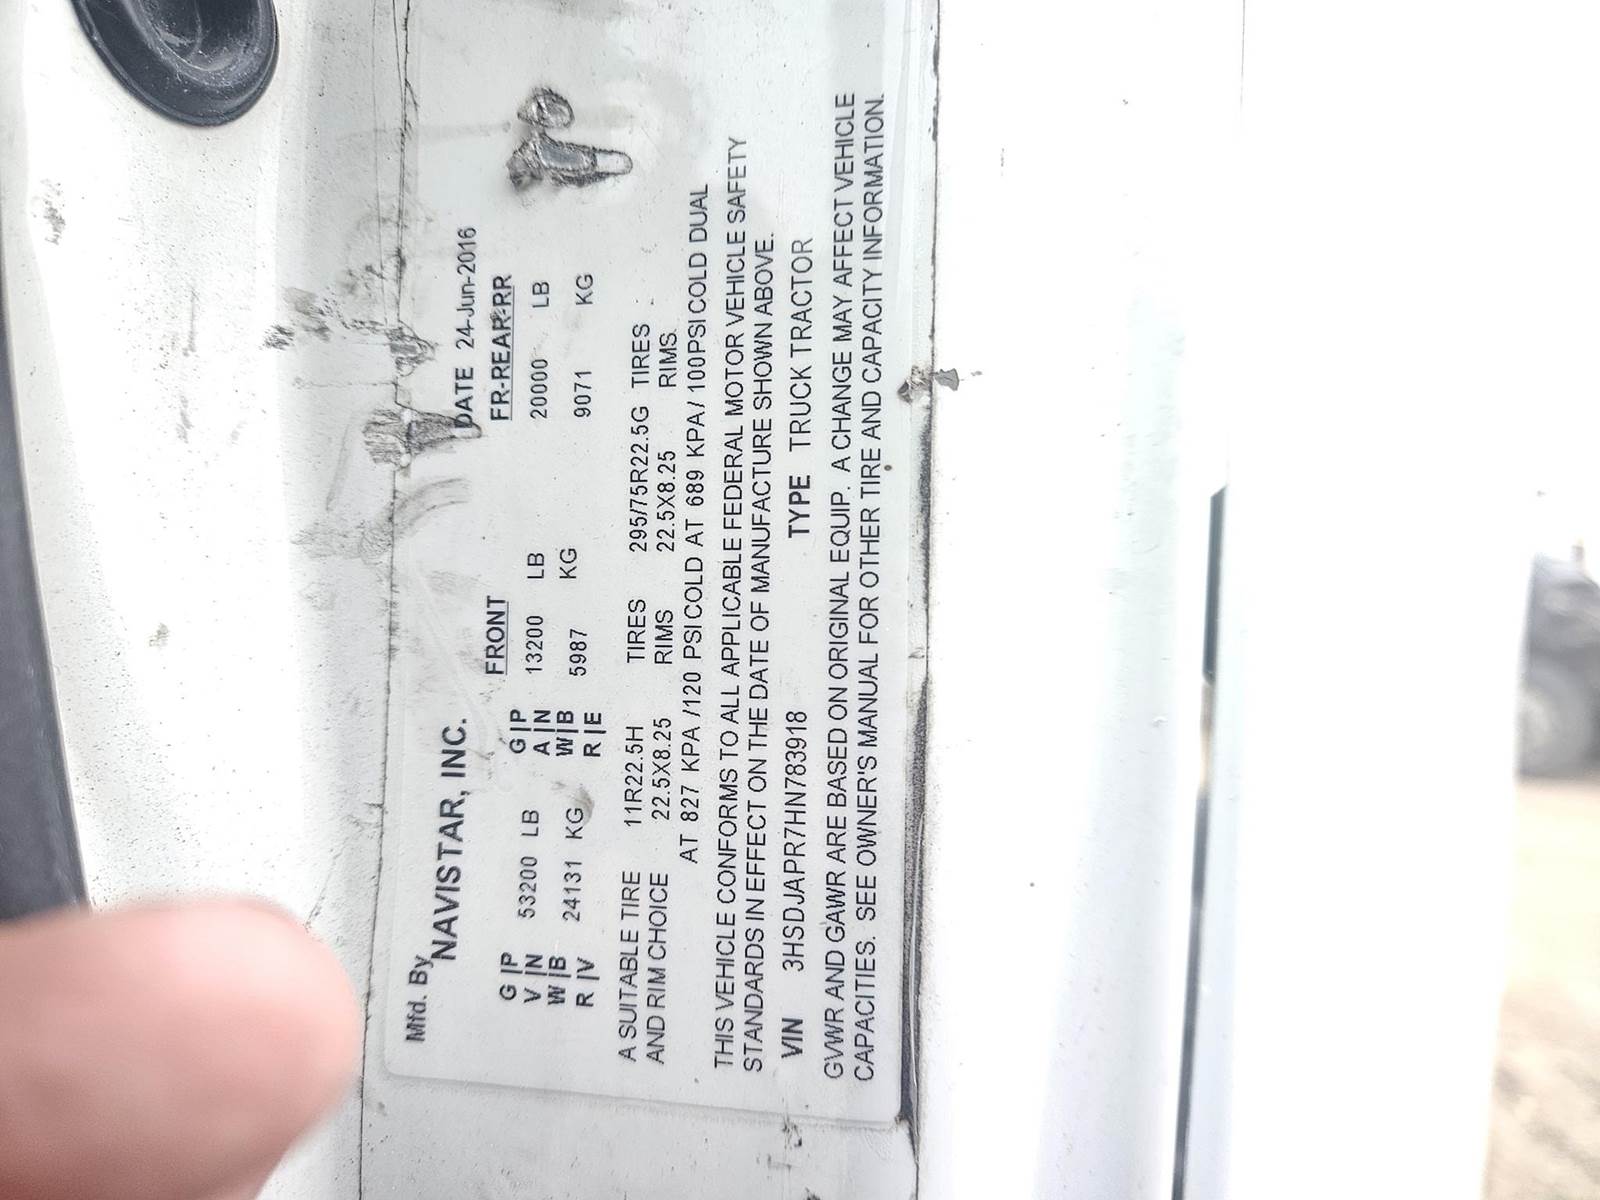 Mfd. By
NAVISTAR, INC.
DATE 24-Jun-2016
FRONT FR-REAR-RR
G|P G|P
V|N 53200 LB A|N 13200 LB 20000 LB
W|B 24131 KG W|B 5987 KG 9071 KG
R|V R|E
A SUITABLE TIRE 11R22.5H TIRES 295/75R22.5G TIRES
AND RIM CHOICE 22.5X8.25 RIMS 22.5X8.25 RIMS
AT 827 KPA /120 PSI COLD AT 689 KPA / 100PSI COLD DUAL
THIS VEHICLE CONFORMS TO ALL APPLICABLE FEDERAL MOTOR VEHICLE SAFETY
STANDARDS IN EFFECT ON THE DATE OF MANUFACTURE SHOWN ABOVE.
VIN 3HSDJAPR7HN783918 TYPE TRUCK TRACTOR
GVWR AND GAWR ARE BASED ON ORIGINAL EQUIP. A CHANGE MAY AFFECT VEHICLE
CAPACITIES. SEE OWNER'S MANUAL FOR OTHER TIRE AND CAPACITY INFORMATION.